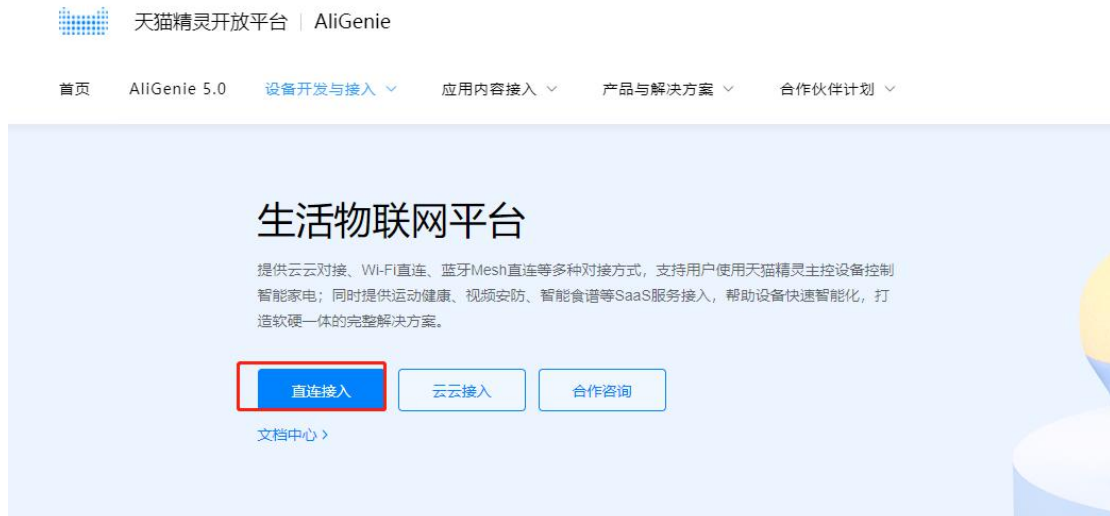 天猫精灵开放平台 | AliGenie
首页 AliGenie 5.0 设备开发与接入 应用内容接入 产品与解决方案 合作伙伴计划
生活物联网平台
提供云云对接、Wi-Fi直连、蓝牙Mesh直连等多种对接方式，支持用户使用天猫精灵主控设备控制
智能家电；同时提供运动健康、视频安防、智能食谱等SaaS服务接入，帮助设备快速智能化，打
造软硬一体的完整解决方案。
直连接入 云云接入 合作咨询
文档中心 >